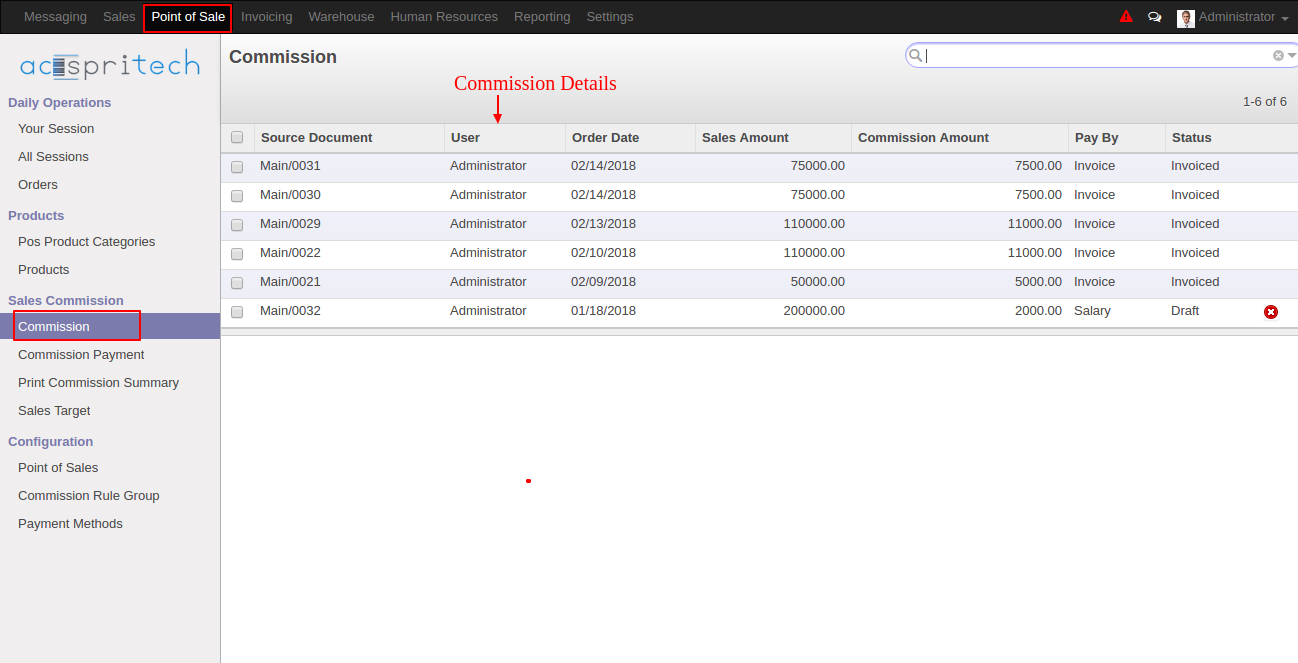 Messaging Sales Point of Sale Invoicing Warehouse Human Resources Reporting Settings Administrator
acespritech
Daily Operations
Your Session
All Sessions
Orders
Products
Pos Product Categories
Products
Sales Commission
Commission
Commission Payment
Print Commission Summary
Sales Target
Configuration
Point of Sales
Commission Rule Group
Payment Methods
Commission
Commission Details
1-6 of 6
Source Document User Order Date Sales Amount Commission Amount Pay By Status
Main/0031 Administrator 02/14/2018 75000.00 7500.00 Invoice Invoiced
Main/0030 Administrator 02/14/2018 75000.00 7500.00 Invoice Invoiced
Main/0029 Administrator 02/13/2018 110000.00 11000.00 Invoice Invoiced
Main/0022 Administrator 02/10/2018 110000.00 11000.00 Invoice Invoiced
Main/0021 Administrator 02/09/2018 50000.00 5000.00 Invoice Invoiced
Main/0032 Administrator 01/18/2018 200000.00 2000.00 Salary Draft